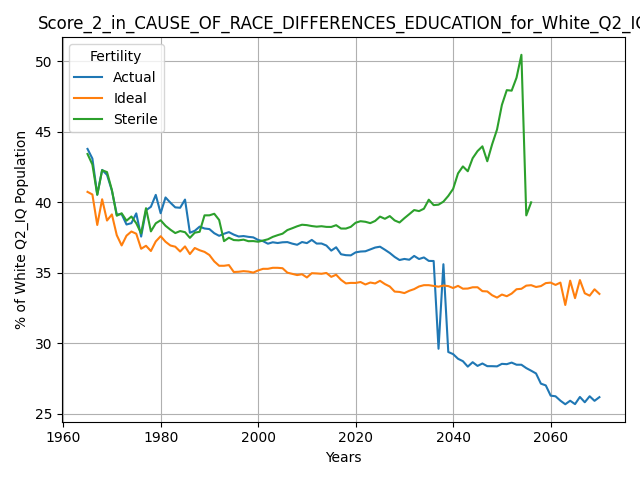 Score_2_in_CAUSE_OF_RACE_DIFFERENCES_EDUCATION_for_White_Q2_IQ
Fertility
Actual
Ideal
Sterile
% of White Q2_IQ Population
50
45
40
35
30
25
1960
1980
2000
2020
2040
2060
Years